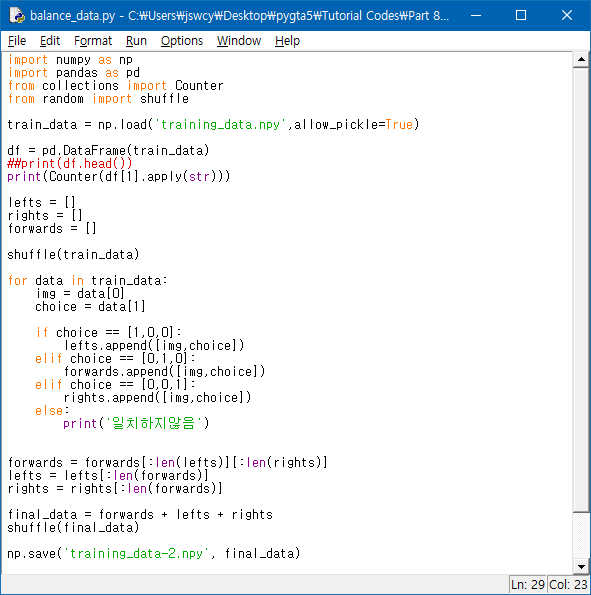 balance_data.py - C:₩Users₩jswcy₩Desktop₩pygta5₩Tutorial Codes₩Part 8...
File Edit Format Run Options Window Help
import numpy as np
import pandas as pd
from collections import Counter
from random import shuffle
train_data = np.load('training_data.npy',allow_pickle=True)
df = pd.DataFrame(train_data)
##print(df.head())
print(Counter(df[1].apply(str)))
lefts = []
rights = []
forwards = []
shuffle(train_data)
for data in train_data:
    img = data[0]
    choice = data[1]
    if choice == [1,0,0]:
        lefts.append([img,choice])
    elif choice == [0,1,0]:
        forwards.append([img,choice])
    elif choice == [0,0,1]:
        rights.append([img,choice])
    else:
        print('일치하지않음')
forwards = forwards[:len(lefts)][:len(rights)]
lefts = lefts[:len(forwards)]
rights = rights[:len(forwards)]
final_data = forwards + lefts + rights
shuffle(final_data)
np.save('training_data-2.npy', final_data)
Ln: 29 Col: 23